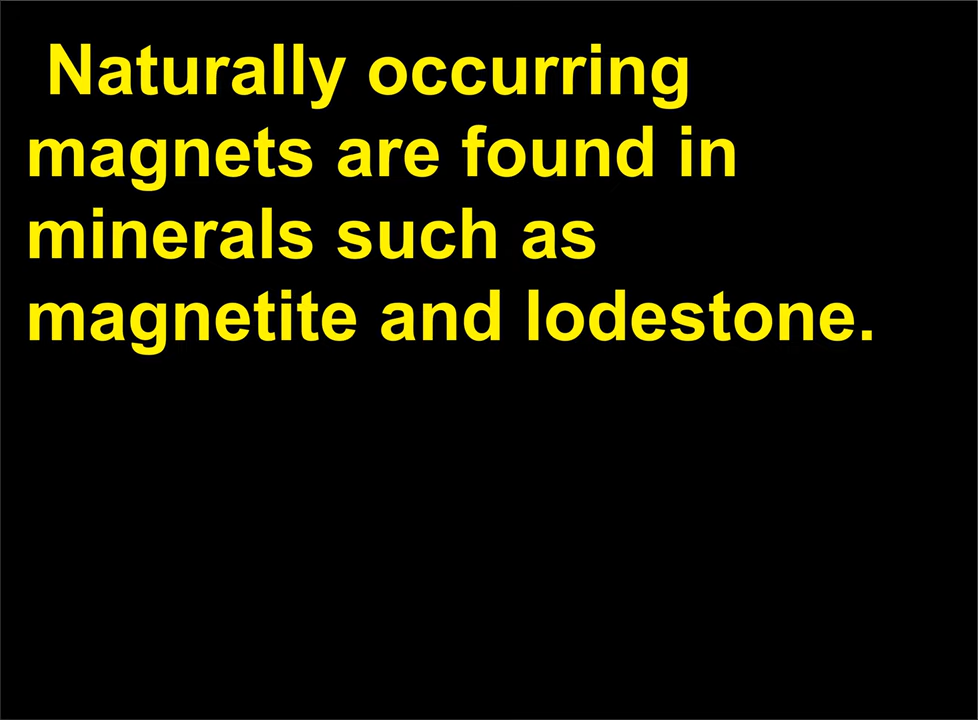 Naturally occurring
magnets are found in
minerals such as
magnetite and lodestone.